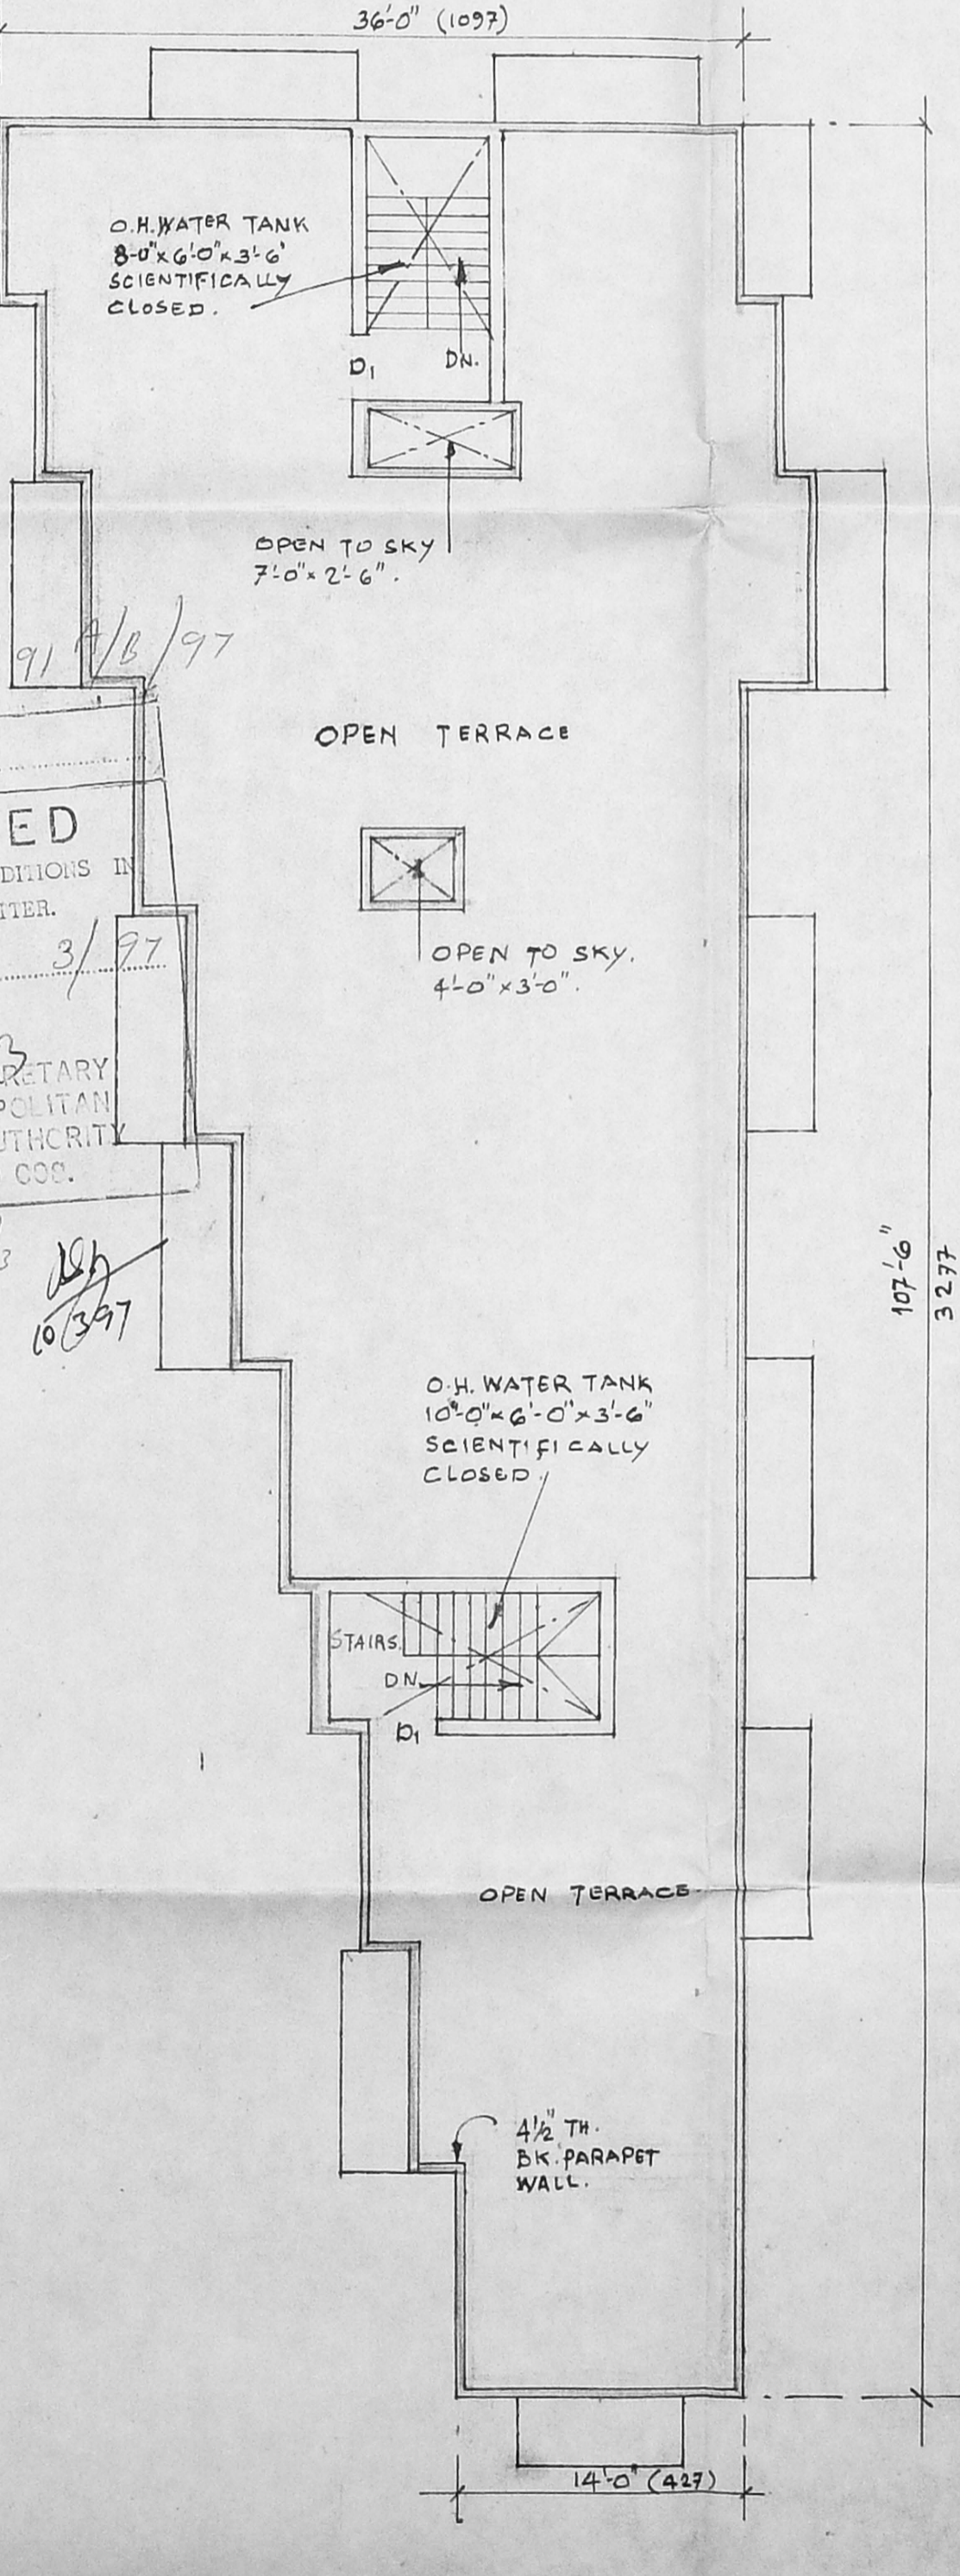 36'-0" (1097)
O.H. WATER TANK
8-0"x6'-0"x3'-6"
SCIENTIFICALLY
CLOSED.
D1
DN.
OPEN TO SKY
7'-0"x2'-6".
91 A/B/97
OPEN TERRACE
ED
DITIONS IN
TTER.
3/97
OPEN TO SKY.
4'-0"x3'-0".
RETARY
POLITAN
UTHORITY
COS.
10/3/97
107'-6"
3277
O.H. WATER TANK
10'-0"x6'-0"x3'-6"
SCIENTIFICALLY
CLOSED.
STAIRS.
DN.
D1
OPEN TERRACE
4½" TH.
BK. PARAPET
WALL.
14'-0" (427)